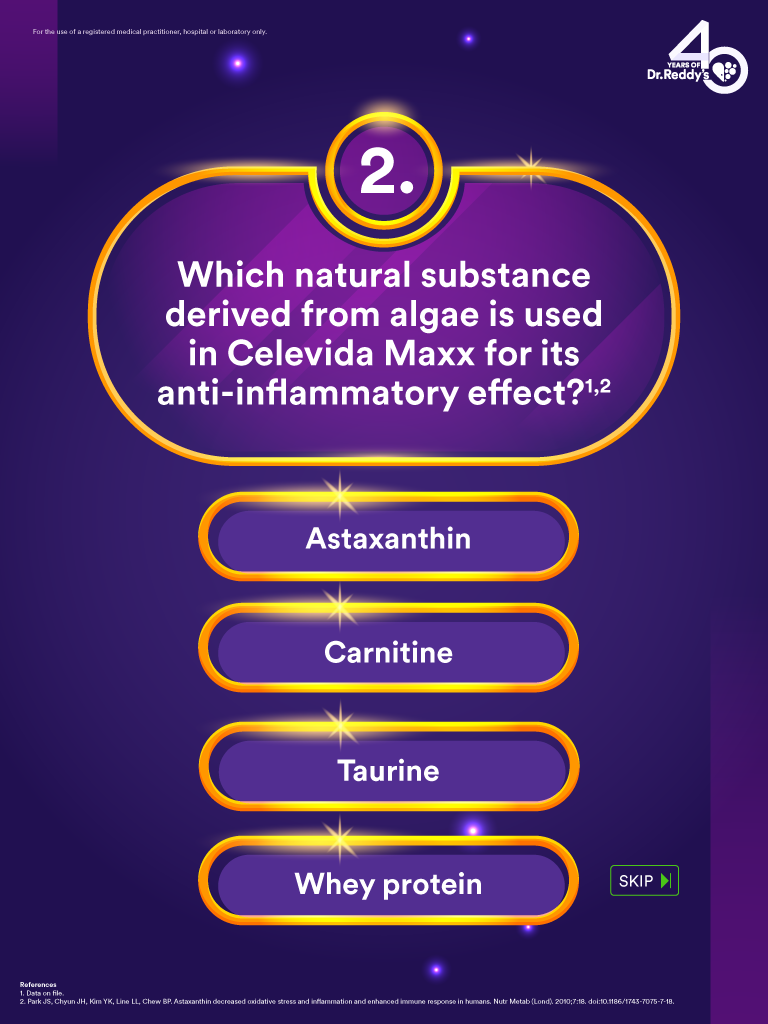 For the use of a registered medical practitioner, hospital or laboratory only.
40
YEARS OF
Dr.Reddy's
2.
Which natural substance
derived from algae is used
in Celevida Maxx for its
anti-inflammatory effect?1,2
Astaxanthin
Carnitine
Taurine
Whey protein
SKIP
References
1. Data on file.
2. Park JS, Chyun JH, Kim YK, Line LL, Chew BP. Astaxanthin decreased oxidative stress and inflammation and enhanced immune response in humans. Nutr Metab (Lond). 2010;7:18. doi:10.1186/1743-7075-7-18.